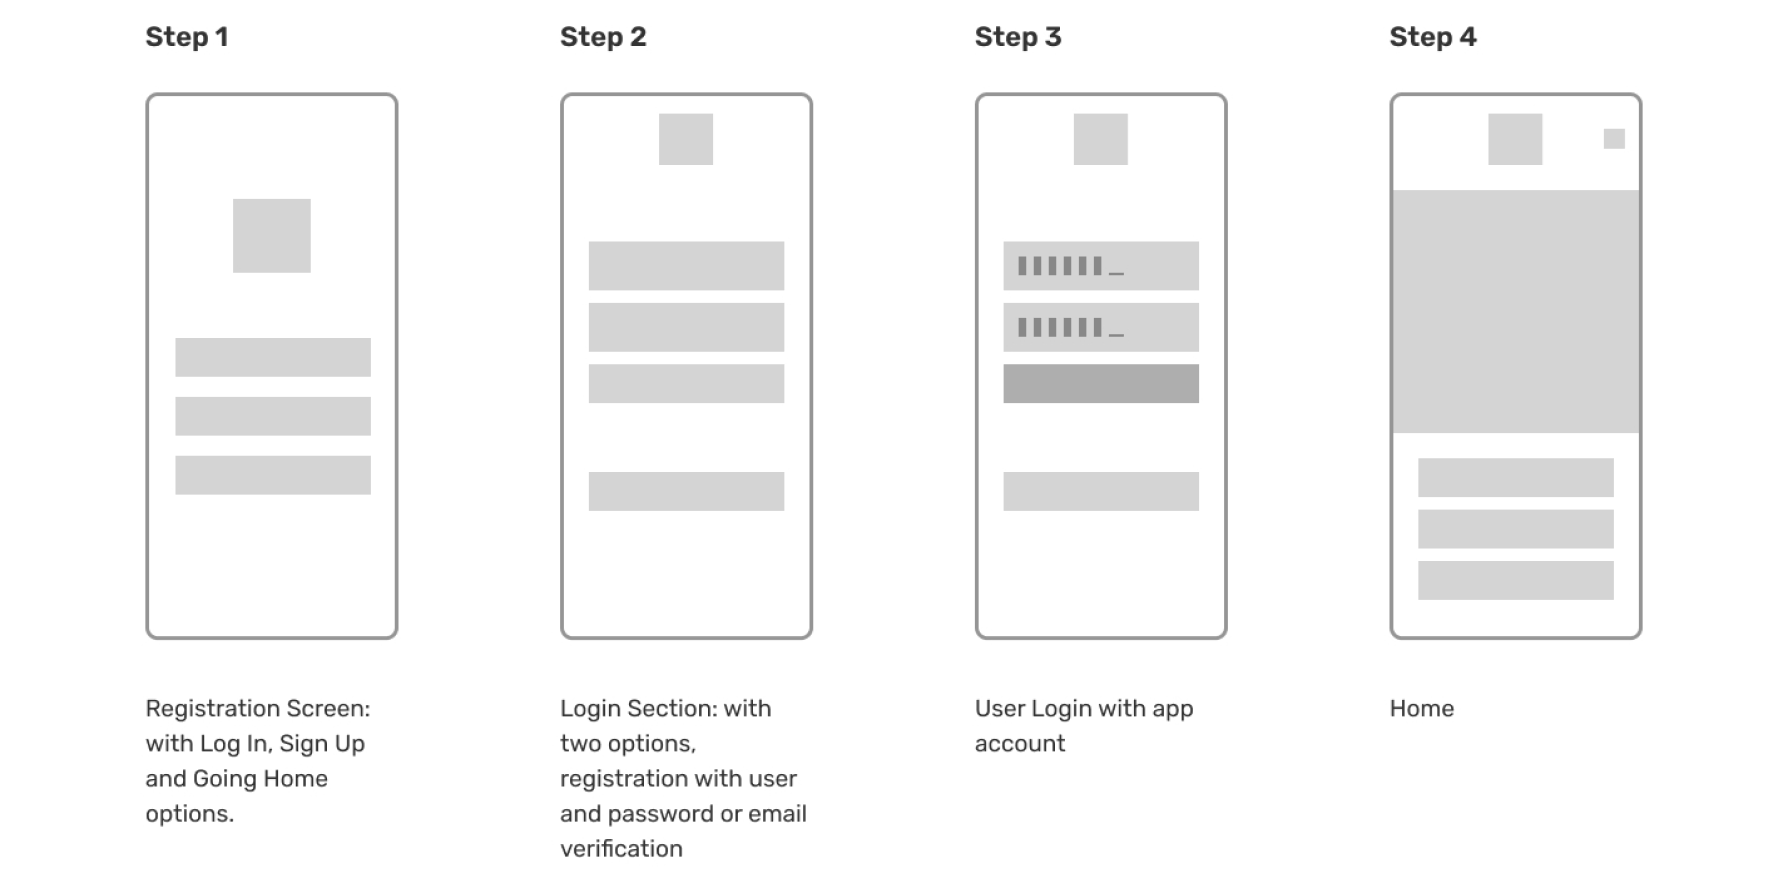 Step 1
Step 2
Step 3
Step 4
Registration Screen:
with Log In, Sign Up
and Going Home
options.
Login Section: with
two options,
registration with user
and password or email
verification
User Login with app
account
Home